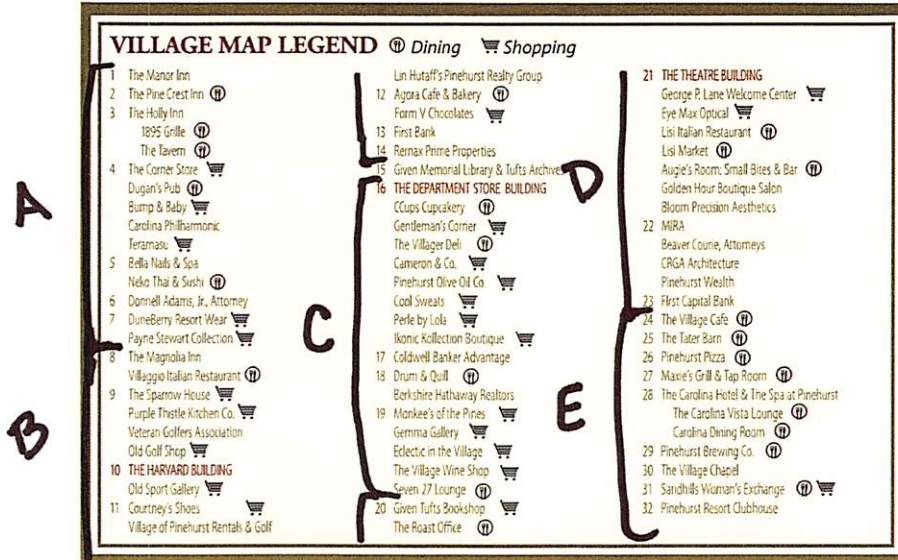 VILLAGE MAP LEGEND Dining Shopping
A
1 The Manor Inn
2 The Pine Crest Inn
3 The Holly Inn
1895 Grille
The Tavern
4 The Corner Store
Dugan's Pub
Bump & Baby
Carolina Philharmonic
Teramasu
5 Bella Nails & Spa
Neko Thai & Sushi
6 Donnell Adams, Jr., Attorney
7 DuneBerry Resort Wear
Payne Stewart Collection
B
8 The Magnolia Inn
Villaggio Italian Restaurant
9 The Sparrow House
Purple Thistle Kitchen Co.
Veteran Golfers Association
Old Golf Shop
10 THE HARVARD BUILDING
Old Sport Gallery
11 Courtney's Shoes
Village of Pinehurst Rentals & Golf
Lin Hutaff's Pinehurst Realty Group
12 Agora Cafe & Bakery
Form V Chocolates
13 First Bank
14 Remax Prime Properties
15 Given Memorial Library & Tufts Archives
C
16 THE DEPARTMENT STORE BUILDING
CCups Cupcakery
Gentleman's Corner
The Villager Deli
Cameron & Co.
Pinehurst Olive Oil Co.
Cool Sweats
Perle by Lola
Ikonic Kollection Boutique
17 Coldwell Banker Advantage
18 Drum & Quill
Berkshire Hathaway Realtors
19 Monkee's of the Pines
Gemma Gallery
Eclectic in the Village
The Village Wine Shop
Seven 27 Lounge
20 Given Tufts Bookshop
The Roast Office
D
21 THE THEATRE BUILDING
George P. Lane Welcome Center
Eye Max Optical
Lisi Italian Restaurant
Lisi Market
Augie's Room: Small Bites & Bar
Golden Hour Boutique Salon
Bloom Precision Aesthetics
22 MIRA
Beaver Courie, Attorneys
CRGA Architecture
Pinehurst Wealth
23 First Capital Bank
E
24 The Village Cafe
25 The Tater Barn
26 Pinehurst Pizza
27 Maxie's Grill & Tap Room
28 The Carolina Hotel & The Spa at Pinehurst
The Carolina Vista Lounge
Carolina Dining Room
29 Pinehurst Brewing Co.
30 The Village Chapel
31 Sandhills Woman's Exchange
32 Pinehurst Resort Clubhouse